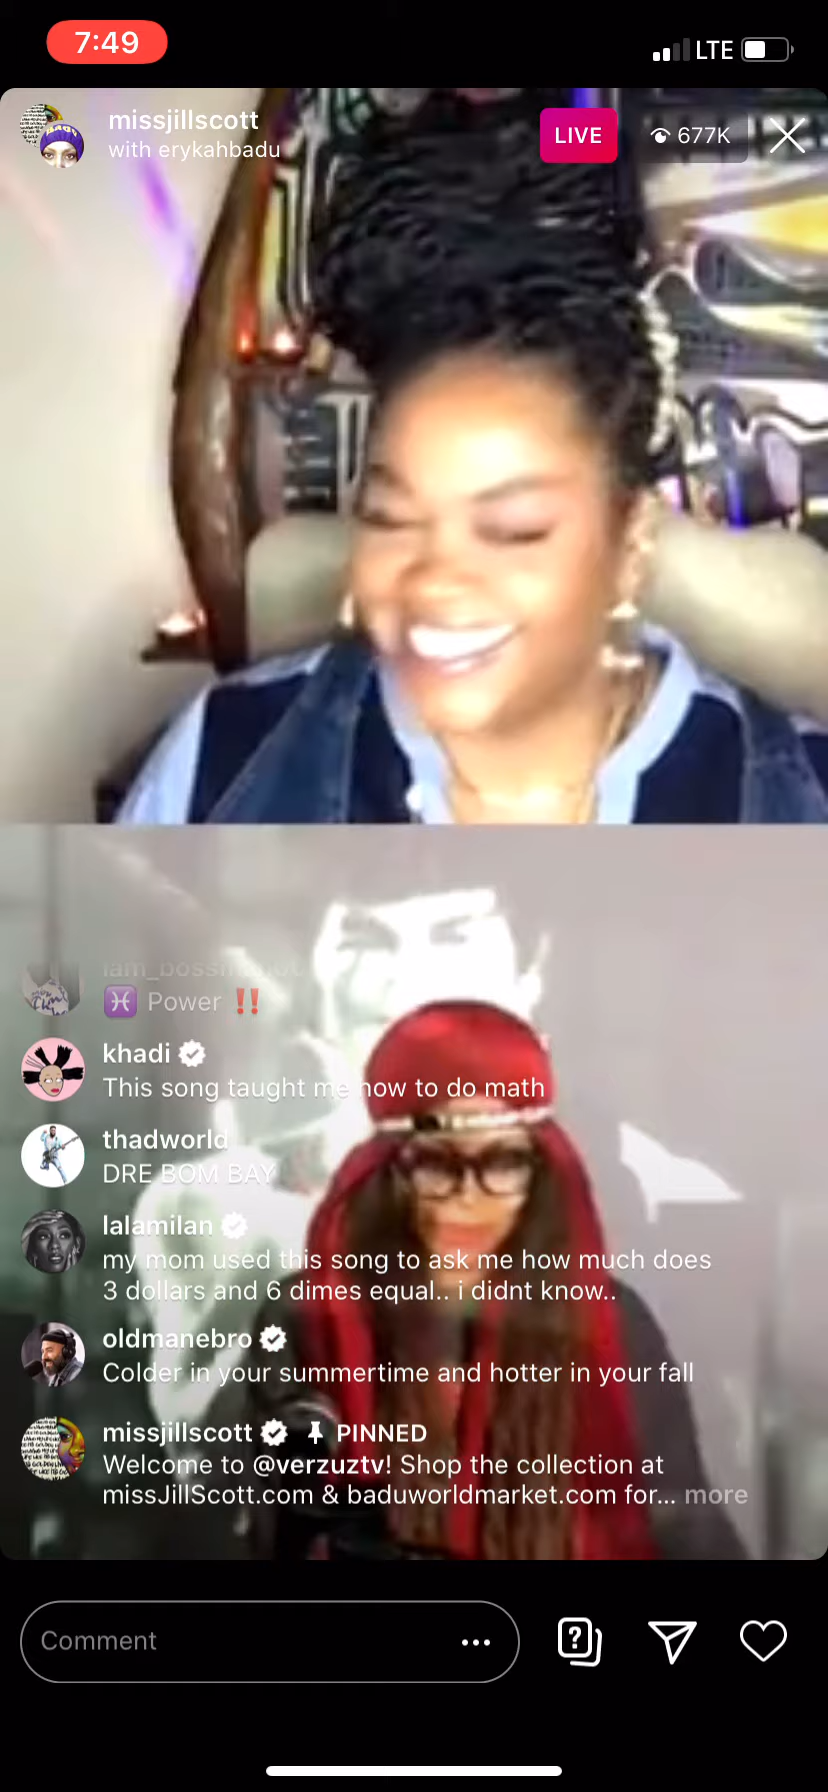 7:49
LTE
missjillscott
with erykahbadu
LIVE
677K
♓ Power ‼️
khadi
This song taught me how to do math
thadworld
DRE BOM BAY
lalamilan
my mom used this song to ask me how much does
3 dollars and 6 dimes equal.. i didnt know..
oldmanebro
Colder in your summertime and hotter in your fall
missjillscott PINNED
Welcome to @verzuztv! Shop the collection at
missJillScott.com & baduworldmarket.com for... more
Comment